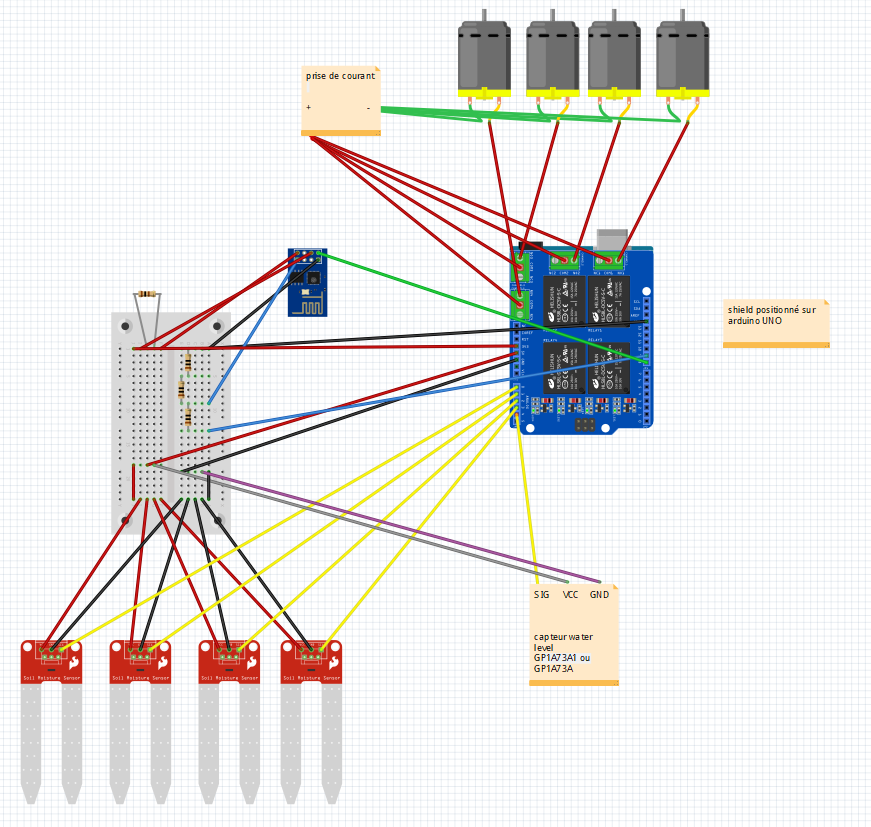 prise de courant
+ -
shield positionné sur
arduino UNO
SIG VCC GND
capteur water
level
GP1A73A1 ou
GP1A73A
Soil Moisture Sensor
Soil Moisture Sensor
Soil Moisture Sensor
Soil Moisture Sensor